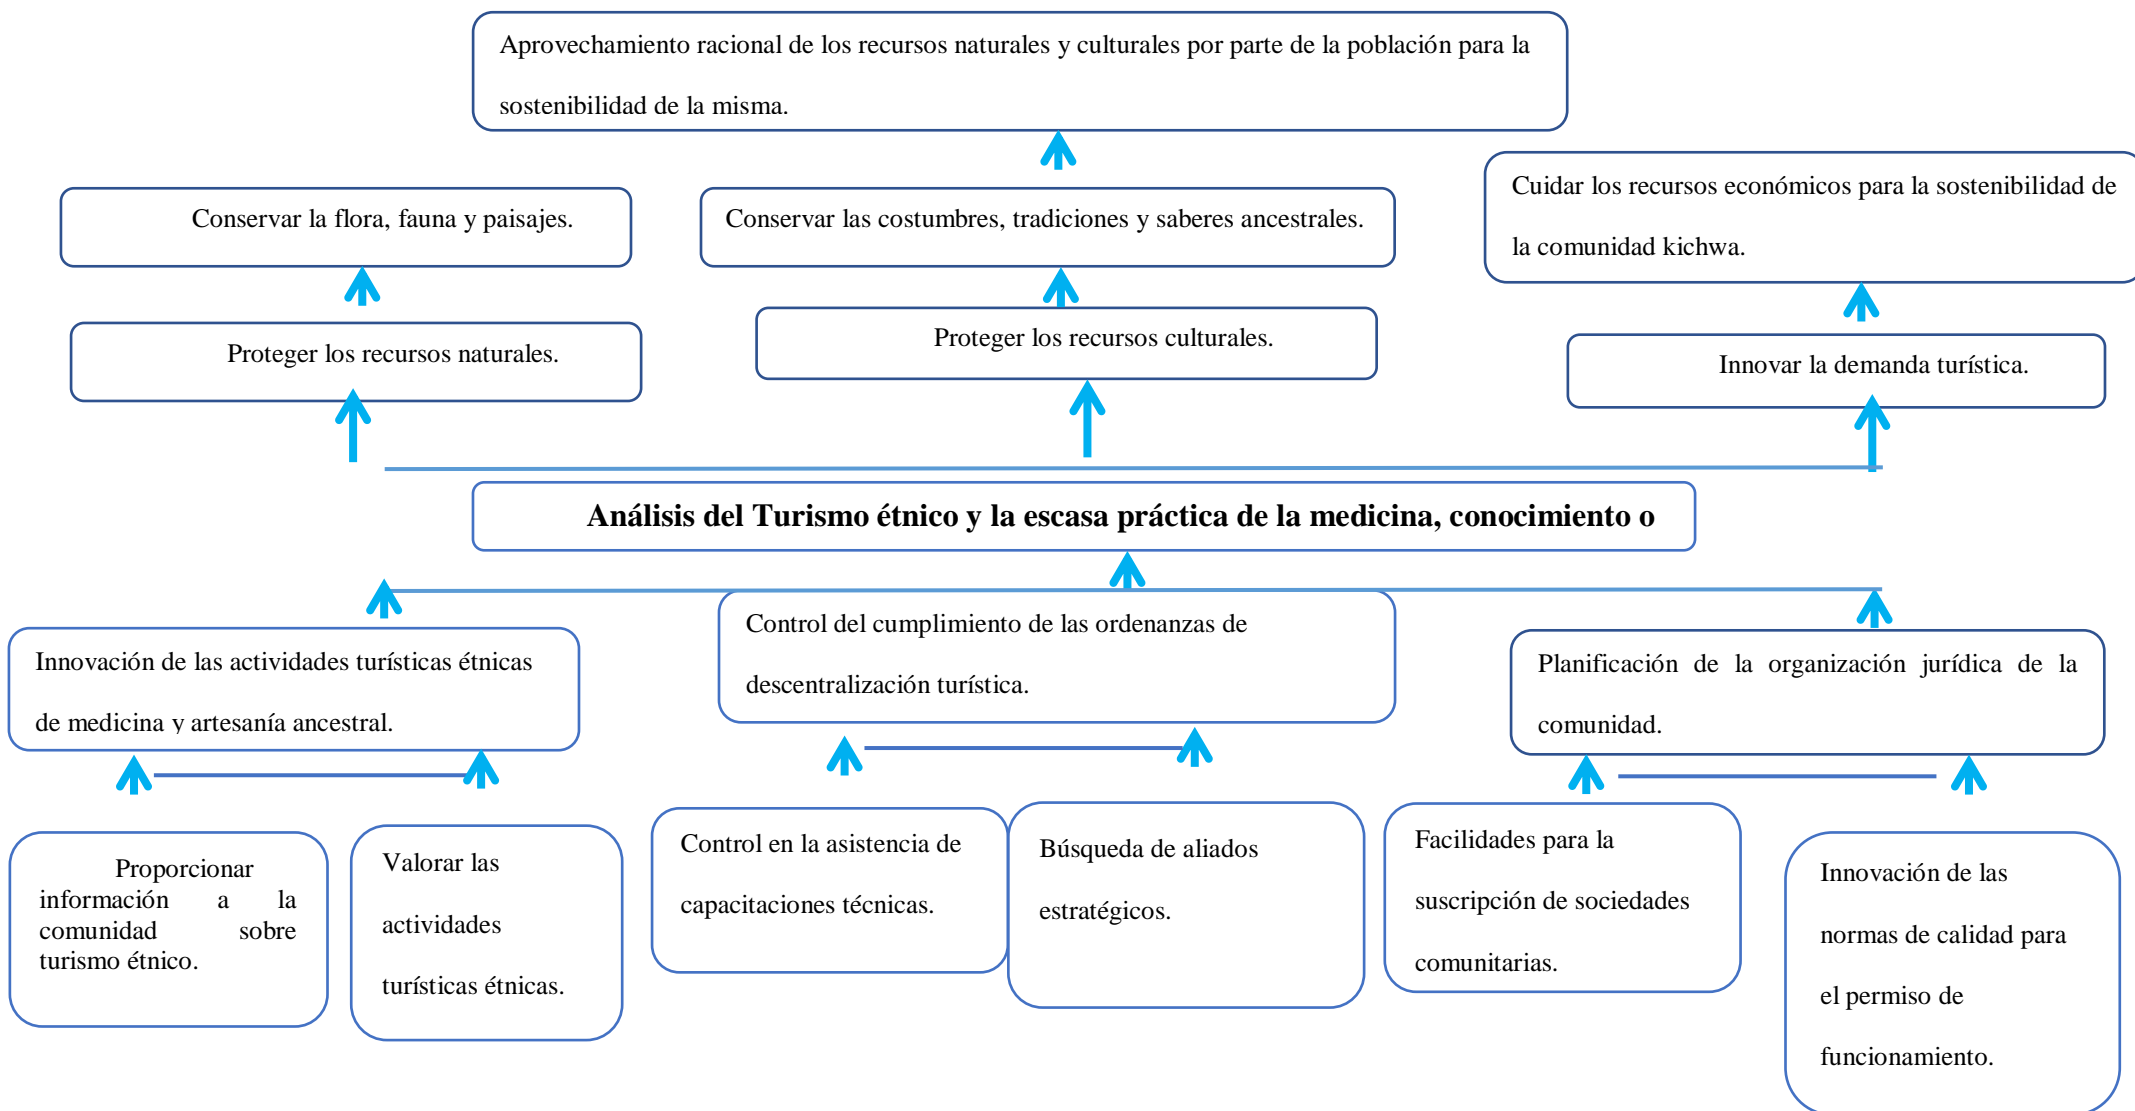 Aprovechamiento racional de los recursos naturales y culturales por parte de la población para la
sostenibilidad de la misma.
Conservar la flora, fauna y paisajes.
Conservar las costumbres, tradiciones y saberes ancestrales.
Cuidar los recursos económicos para la sostenibilidad de
la comunidad kichwa.
Proteger los recursos naturales.
Proteger los recursos culturales.
Innovar la demanda turística.
Análisis del Turismo étnico y la escasa práctica de la medicina, conocimiento o
Innovación de las actividades turísticas étnicas
de medicina y artesanía ancestral.
Control del cumplimiento de las ordenanzas de
descentralización turística.
Planificación de la organización jurídica de la
comunidad.
Proporcionar
información a la
comunidad sobre
turismo étnico.
Valorar las
actividades
turísticas étnicas.
Control en la asistencia de
capacitaciones técnicas.
Búsqueda de aliados
estratégicos.
Facilidades para la
suscripción de sociedades
comunitarias.
Innovación de las
normas de calidad para
el permiso de
funcionamiento.